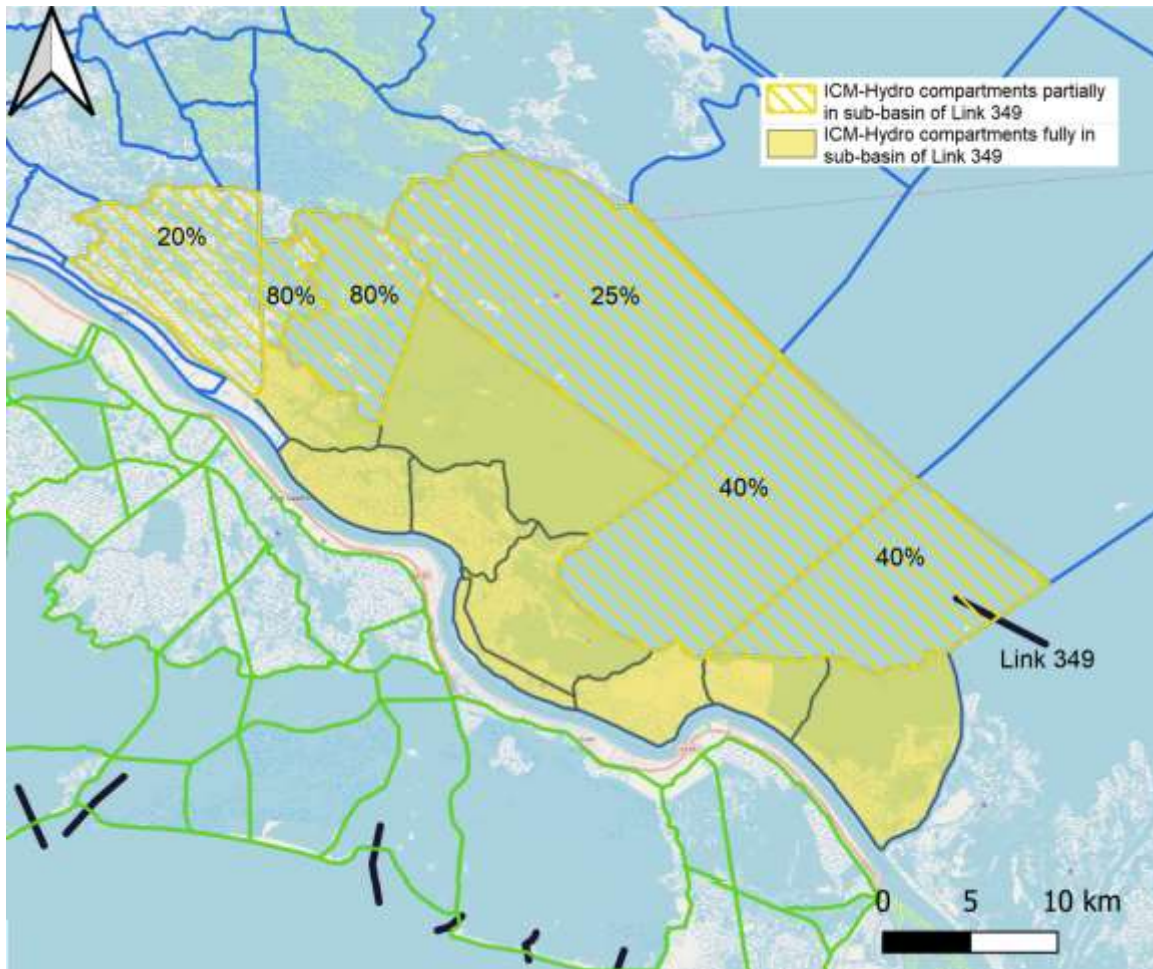 ICM-Hydro compartments partially
in sub-basin of Link 349
ICM-Hydro compartments fully in
sub-basin of Link 349
20%
80%
80%
25%
40%
40%
Link 349
0 5 10 km